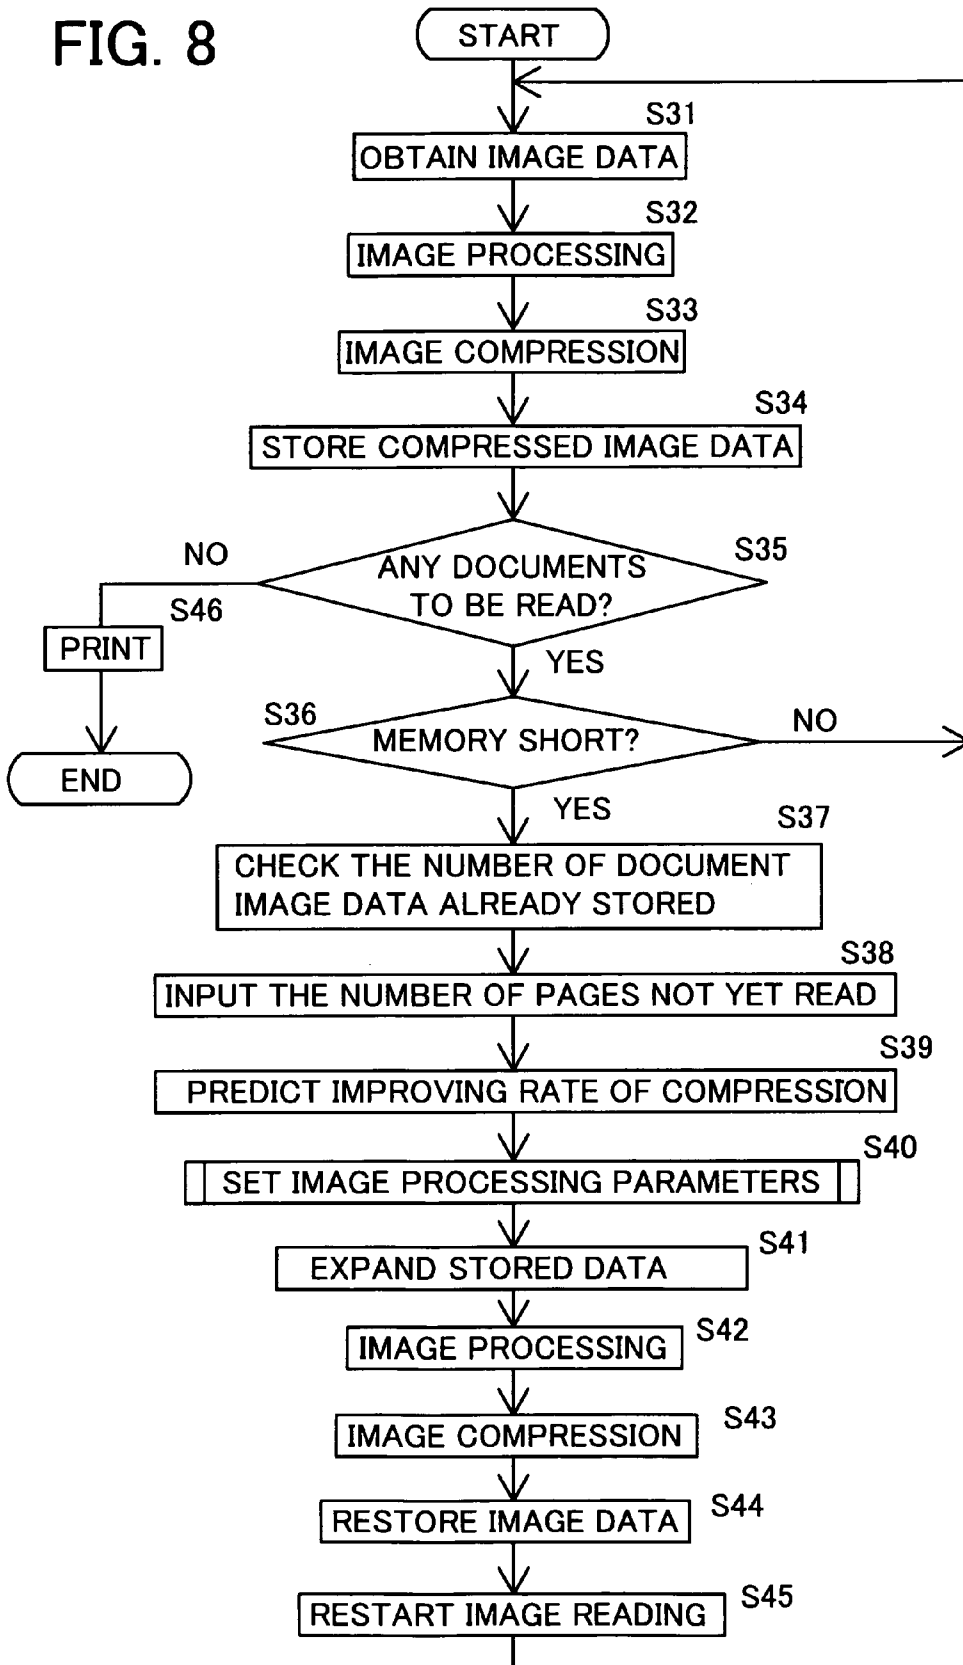 FIG. 8
START
S31
OBTAIN IMAGE DATA
S32
IMAGE PROCESSING
S33
IMAGE COMPRESSION
S34
STORE COMPRESSED IMAGE DATA
S35
ANY DOCUMENTS
TO BE READ?
NO
S46
PRINT
END
YES
S36
MEMORY SHORT?
NO
YES
S37
CHECK THE NUMBER OF DOCUMENT
IMAGE DATA ALREADY STORED
S38
INPUT THE NUMBER OF PAGES NOT YET READ
S39
PREDICT IMPROVING RATE OF COMPRESSION
S40
SET IMAGE PROCESSING PARAMETERS
S41
EXPAND STORED DATA
S42
IMAGE PROCESSING
S43
IMAGE COMPRESSION
S44
RESTORE IMAGE DATA
S45
RESTART IMAGE READING